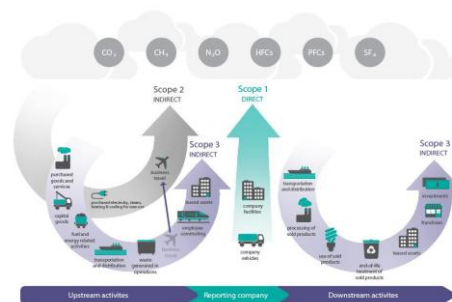 CO₂
CH₄
N₂O
HFCs
PFCs
SF₆
Scope 2
INDIRECT
Scope 1
DIRECT
Scope 3
INDIRECT
Scope 3
INDIRECT
purchased
goods and
services
capital
goods
fuel and
energy related
activities
transportation
and distribution
waste
generated in
operations
purchased electricity, steam,
heating & cooling for own use
business
travel
business
travel
employee
commuting
leased assets
company
facilities
company
vehicles
transportation
and distribution
processing of
sold products
use of sold
products
end-of-life
treatment of
sold products
leased assets
franchises
investments
Upstream activites
Reporting company
Downstream activities